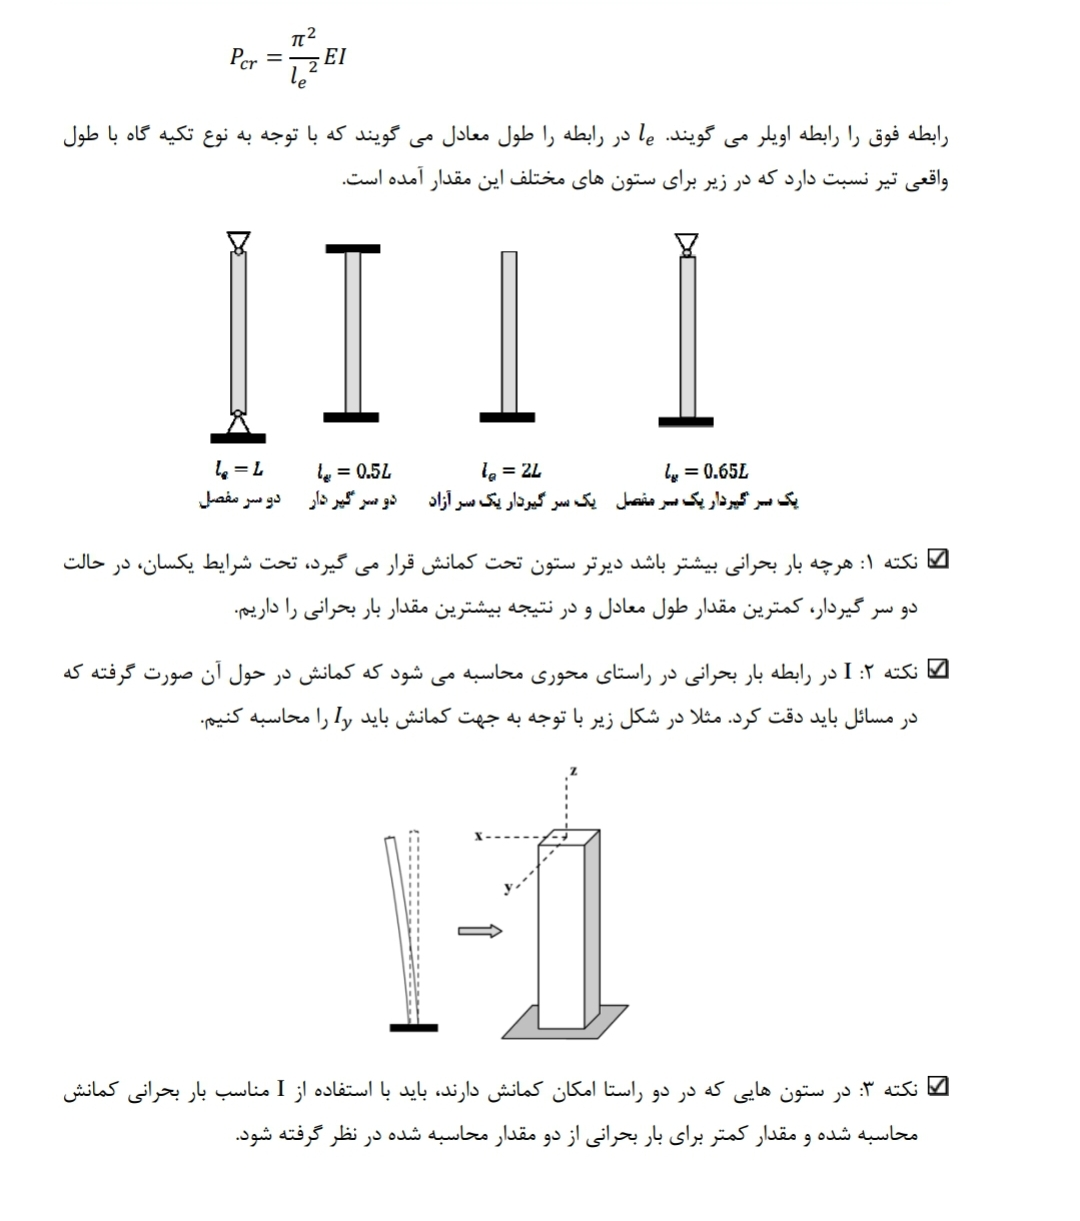 P_cr = π²/l_e² EI
رابطه فوق را رابطه اویلر می گویند. l_e در رابطه را طول معادل می گویند که با توجه به نوع تکیه گاه با طول
واقعی تیر نسبت دارد که در زیر برای ستون های مختلف این مقدار آمده است.
l_e = L
l_e = 0.5L
l_e = 2L
l_e = 0.65L
دو سر مفصل
دو سر گیر دار
یک سر گیردار یک سر آزاد
یک سر گیردار یک سر مفصل
نکته ۱: هرچه بار بحرانی بیشتر باشد دیرتر ستون تحت کمانش قرار می گیرد، تحت شرایط یکسان، در حالت
دو سر گیردار، کمترین مقدار طول معادل و در نتیجه بیشترین مقدار بار بحرانی را داریم.
نکته ۲: I در رابطه بار بحرانی در راستای محوری محاسبه می شود که کمانش در حول آن صورت گرفته که
در مسائل باید دقت کرد. مثلا در شکل زیر با توجه به جهت کمانش باید I_y را محاسبه کنیم.
z
x
y
نکته ۳: در ستون هایی که در دو راستا امکان کمانش دارند، باید با استفاده از I مناسب بار بحرانی کمانش
محاسبه شده و مقدار کمتر برای بار بحرانی از دو مقدار محاسبه شده در نظر گرفته شود.